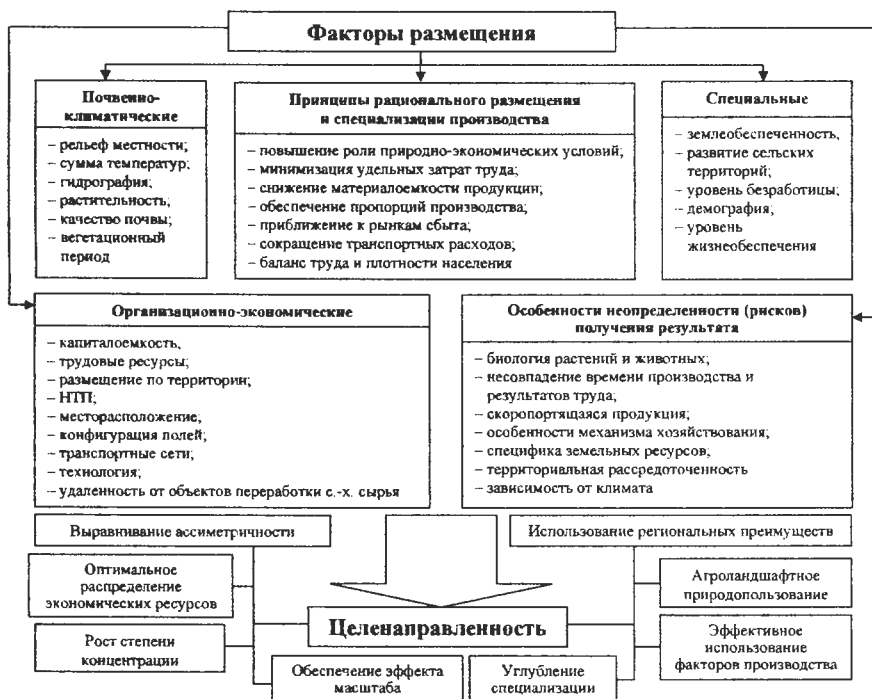 Факторы размещения
Почвенно-
климатические
– рельеф местности;
– сумма температур;
– гидрография;
– растительность;
– качество почвы;
– вегетационный
период
Принципы рационального размещения
и специализации производства
– повышение роли природно-экономических условий;
– минимизация удельных затрат труда;
– снижение материалоемкости продукции;
– обеспечение пропорций производства;
– приближение к рынкам сбыта;
– сокращение транспортных расходов;
– баланс труда и плотности населения
Специальные
– землеобеспеченность,
– развитие сельских
территорий;
– уровень безработицы;
– демография;
– уровень
жизнеобеспечения
Организационно-экономические
– капиталоемкость,
– трудовые ресурсы;
– размещение по территории;
– НТП;
– месторасположение;
– конфигурация полей;
– транспортные сети;
– технология;
– удаленность от объектов переработки с.-х. сырья
Особенности неопределенности (рисков)
получения результата
– биология растений и животных;
– несовпадение времени производства и
результатов труда;
– скоропортящаяся продукция;
– особенности механизма хозяйствования;
– специфика земельных ресурсов;
– территориальная рассредоточенность
– зависимость от климата
Выравнивание ассиметричности
Использование региональных преимуществ
Оптимальное
распределение
экономических ресурсов
Агроландшафтное
природопользование
Целенаправленность
Рост степени
концентрации
Эффективное
использование
факторов производства
Обеспечение эффекта
масштаба
Углубление
специализации